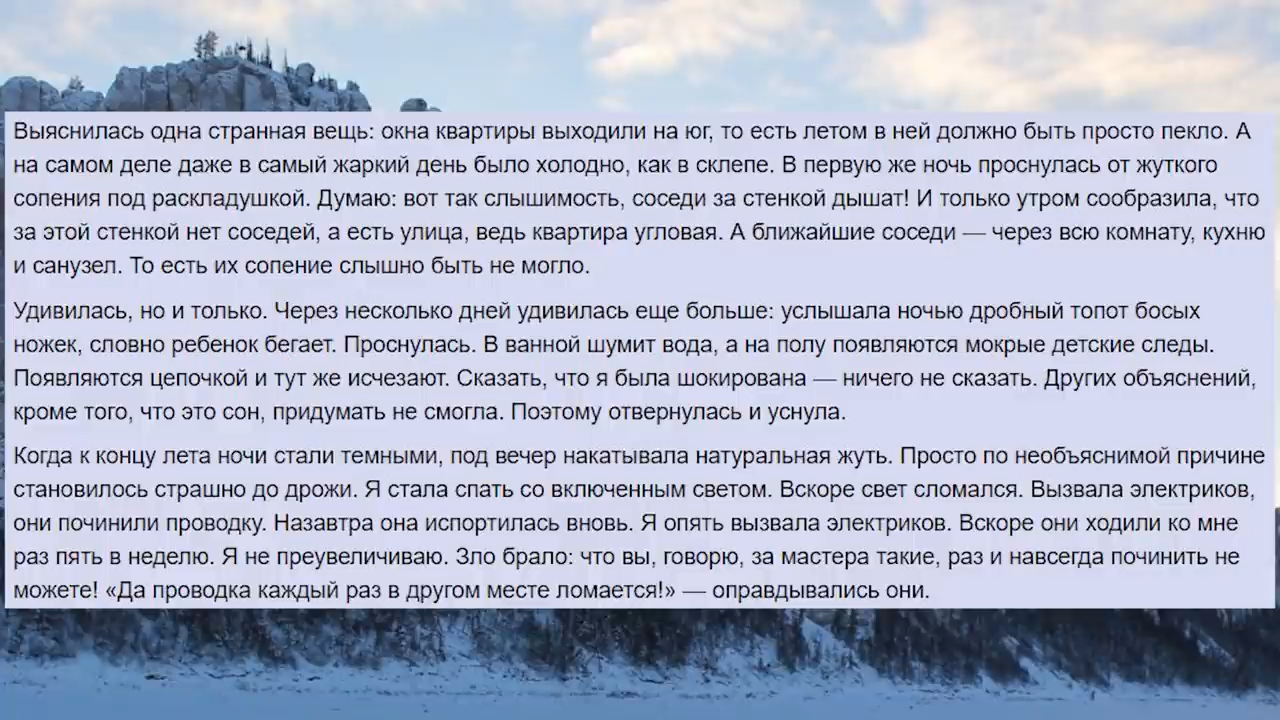 Выяснилась одна странная вещь: окна квартиры выходили на юг, то есть летом в ней должно быть просто пекло. А
на самом деле даже в самый жаркий день было холодно, как в склепе. В первую же ночь проснулась от жуткого
сопения под раскладушкой. Думаю: вот так слышимость, соседи за стенкой дышат! И только утром сообразила, что
за этой стенкой нет соседей, а есть улица, ведь квартира угловая. А ближайшие соседи — через всю комнату, кухню
и санузел. То есть их сопение слышно быть не могло.
Удивилась, но и только. Через несколько дней удивилась еще больше: услышала ночью дробный топот босых
ножек, словно ребенок бегает. Проснулась. В ванной шумит вода, а на полу появляются мокрые детские следы.
Появляются цепочкой и тут же исчезают. Сказать, что я была шокирована — ничего не сказать. Других объяснений,
кроме того, что это сон, придумать не смогла. Поэтому отвернулась и уснула.
Когда к концу лета ночи стали темными, под вечер накатывала натуральная жуть. Просто по необъяснимой причине
становилось страшно до дрожи. Я стала спать со включенным светом. Вскоре свет сломался. Вызвала электриков,
они починили проводку. Назавтра она испортилась вновь. Я опять вызвала электриков. Вскоре они ходили ко мне
раз пять в неделю. Я не преувеличиваю. Зло брало: что вы, говорю, за мастера такие, раз и навсегда починить не
можете! «Да проводка каждый раз в другом месте ломается!» — оправдывались они.